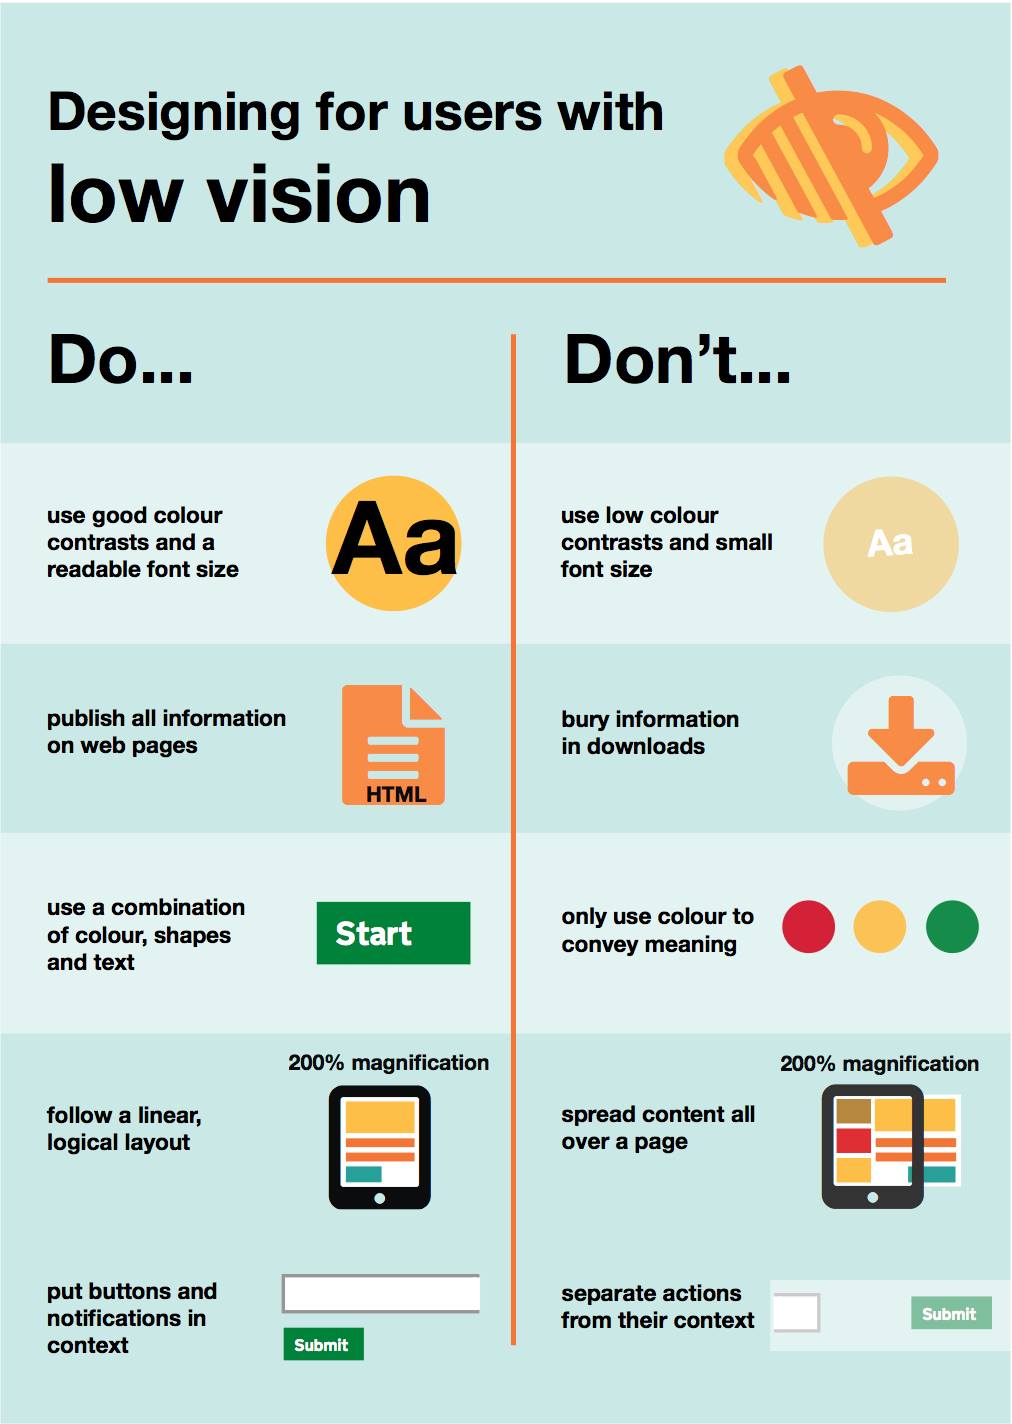 Designing for users with
low vision
Do...
Don’t...
use good colour
contrasts and a
readable font size
Aa
use low colour
contrasts and small
font size
Aa
publish all information
on web pages
HTML
bury information
in downloads
use a combination
of colour, shapes
and text
Start
only use colour to
convey meaning
follow a linear,
logical layout
200% magnification
spread content all
over a page
200% magnification
put buttons and
notifications in
context
Submit
separate actions
from their context
Submit